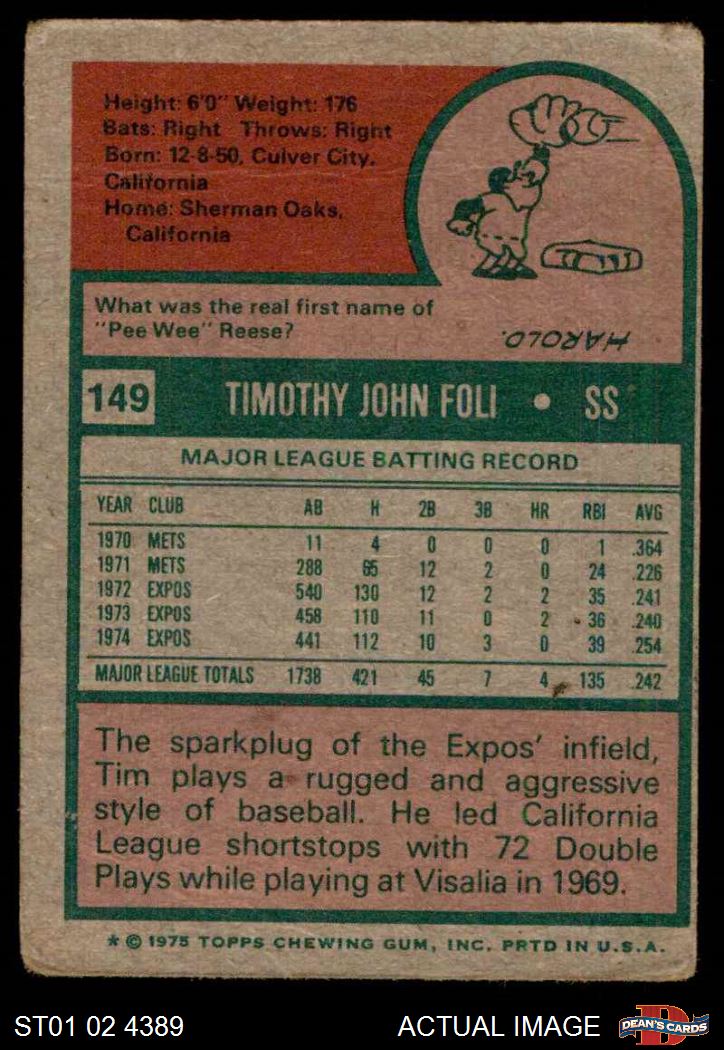 Height: 6'0" Weight: 176
Bats: Right Throws: Right
Born: 12-8-50, Culver City,
California
Home: Sherman Oaks,
California
What was the real first name of
"Pee Wee" Reese?
HAROLD.
149 TIMOTHY JOHN FOLI • SS
MAJOR LEAGUE BATTING RECORD
YEAR CLUB AB H 2B 3B HR RBI AVG
1970 METS 11 4 0 0 0 1 .364
1971 METS 288 65 12 2 0 24 .226
1972 EXPOS 540 130 12 2 2 35 .241
1973 EXPOS 458 110 11 0 2 36 .240
1974 EXPOS 441 112 10 3 0 39 .254
MAJOR LEAGUE TOTALS 1738 421 45 7 4 135 .242
The sparkplug of the Expos' infield,
Tim plays a rugged and aggressive
style of baseball. He led California
League shortstops with 72 Double
Plays while playing at Visalia in 1969.
* © 1975 TOPPS CHEWING GUM, INC. PRTD IN U.S.A.
ST01 02 4389 ACTUAL IMAGE D
DEAN'S CARDS